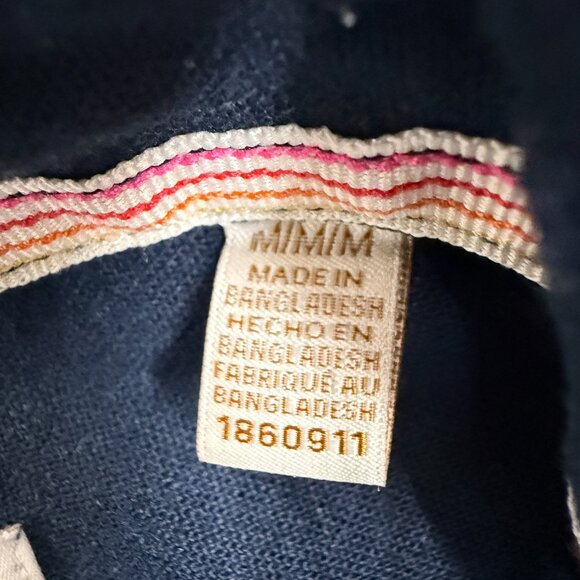 M/M/M
MADE IN
BANGLADESH
HECHO EN
BANGLADESH
FABRIQUÉ AU
BANGLADESH
1860911